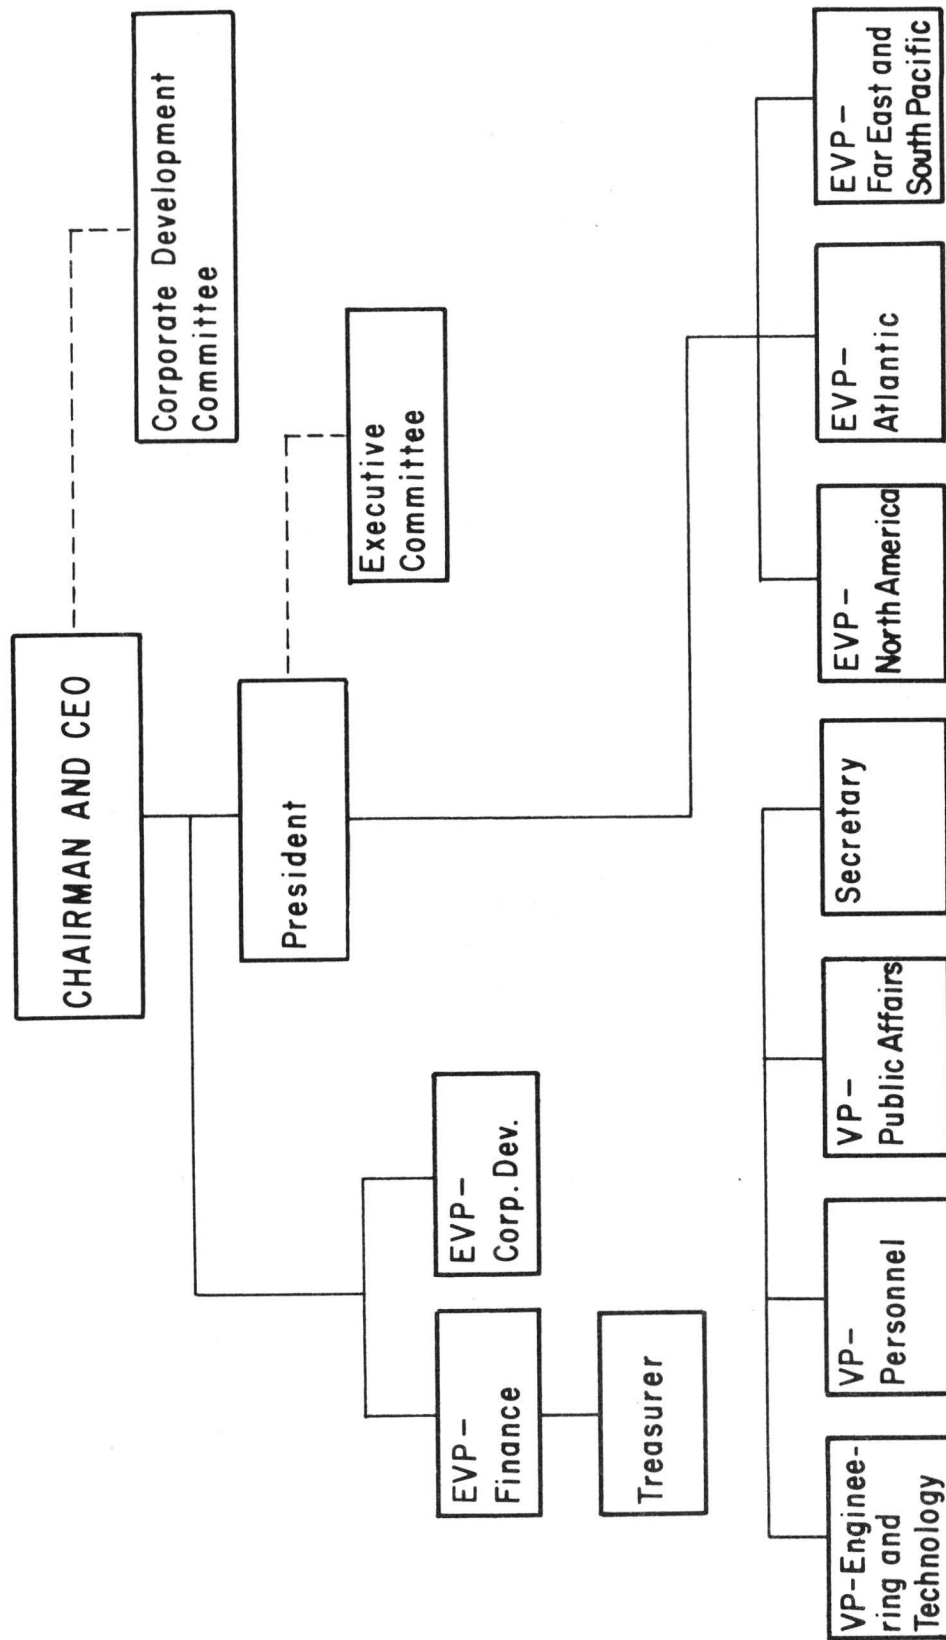 CHAIRMAN AND CEO
Corporate Development
Committee
President
Executive
Committee
EVP–
Finance
EVP–
Corp. Dev.
Treasurer
VP-Enginee-
ring and
Technology
VP–
Personnel
VP–
Public Affairs
Secretary
EVP–
North America
EVP–
Atlantic
EVP–
Far East and
South Pacific